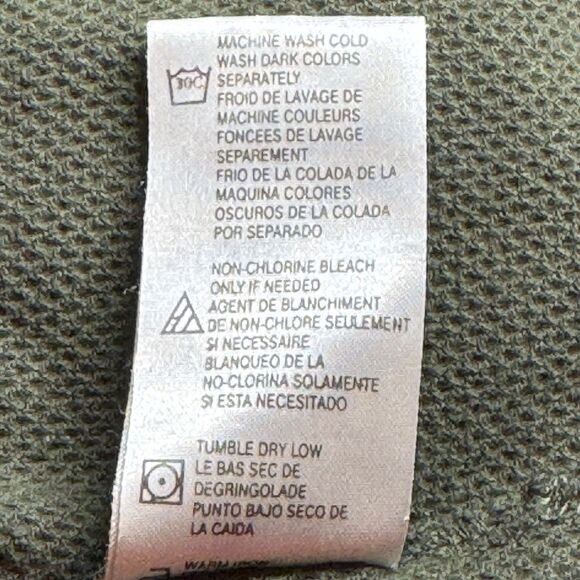 MACHINE WASH COLD
WASH DARK COLORS
SEPARATELY
FROID DE LAVAGE DE
MACHINE COULEURS
FONCEES DE LAVAGE
SEPAREMENT
FRIO DE LA COLADA DE LA
MAQUINA COLORES
OSCUROS DE LA COLADA
POR SEPARADO
30C
NON-CHLORINE BLEACH
ONLY IF NEEDED
AGENT DE BLANCHIMENT
DE NON-CHLORE SEULEMENT
SI NECESSAIRE
BLANQUEO DE LA
NO-CLORINA SOLAMENTE
SI ESTA NECESITADO
TUMBLE DRY LOW
LE BAS SEC DE
DEGRINGOLADE
PUNTO BAJO SECO DE
LA CAIDA
WARM IRON